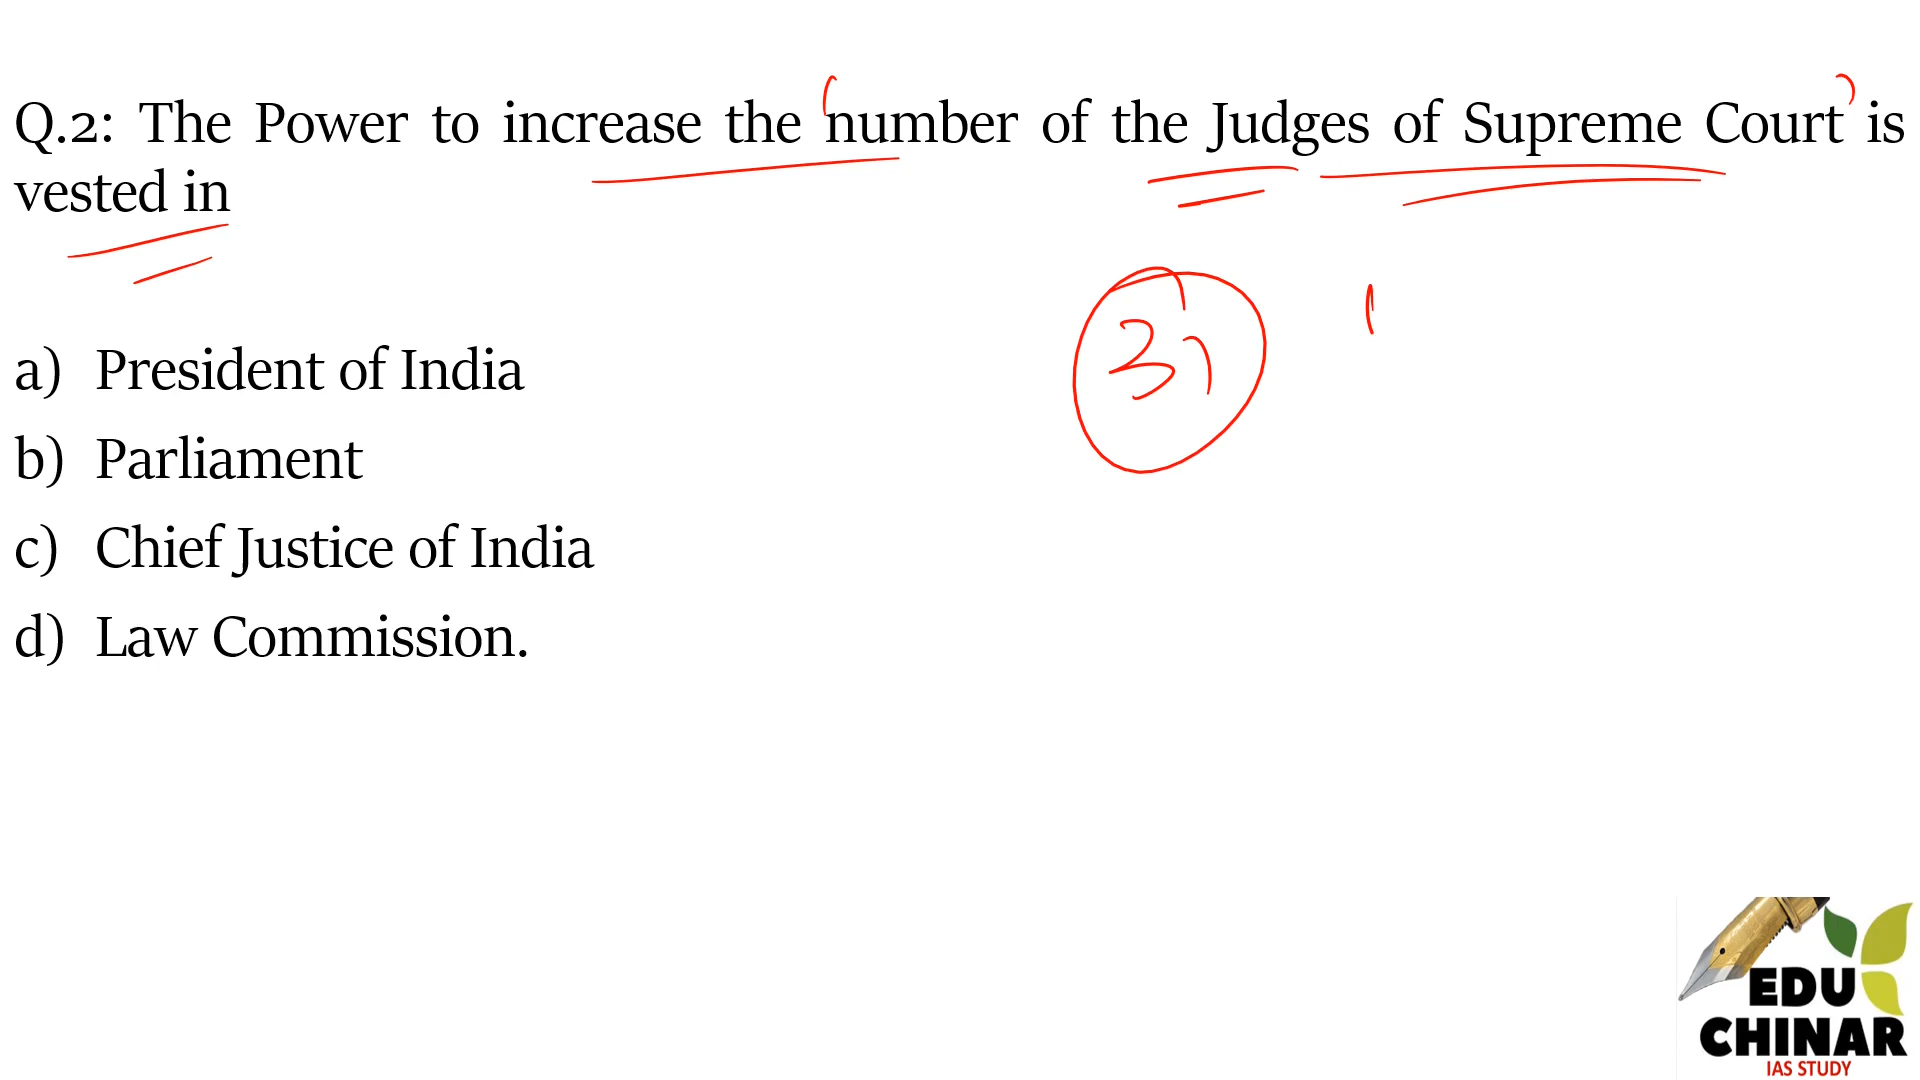 Q.2: The Power to increase the number of the Judges of Supreme Court is
vested in
31
a) President of India
b) Parliament
c) Chief Justice of India
d) Law Commission.
EDU
CHINAR
IAS STUDY